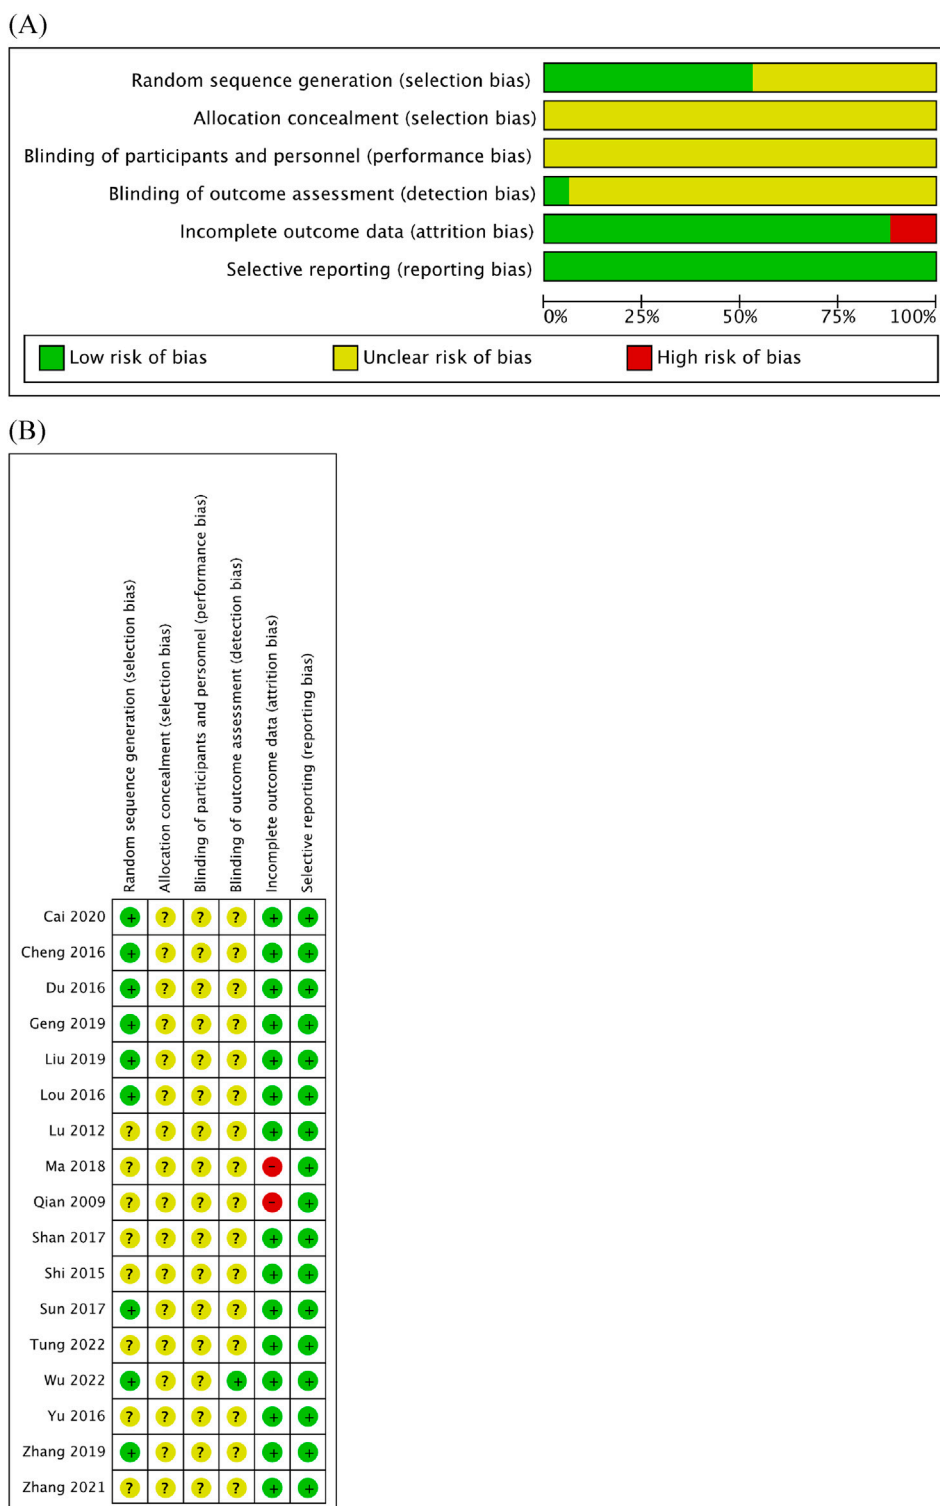 (A)
Random sequence generation (selection bias)
Allocation concealment (selection bias)
Blinding of participants and personnel (performance bias)
Blinding of outcome assessment (detection bias)
Incomplete outcome data (attrition bias)
Selective reporting (reporting bias)
0% 25% 50% 75% 100%
Low risk of bias Unclear risk of bias High risk of bias
(B)
Random sequence generation (selection bias)
Allocation concealment (selection bias)
Blinding of participants and personnel (performance bias)
Blinding of outcome assessment (detection bias)
Incomplete outcome data (attrition bias)
Selective reporting (reporting bias)
Cai 2020 + ? ? ? + +
Cheng 2016 + ? ? ? + +
Du 2016 + ? ? ? + +
Geng 2019 + ? ? ? + +
Liu 2019 + ? ? ? + +
Lou 2016 + ? ? ? + +
Lu 2012 ? ? ? ? + +
Ma 2018 ? ? ? ? - +
Qian 2009 ? ? ? ? - +
Shan 2017 ? ? ? ? + +
Shi 2015 ? ? ? ? + +
Sun 2017 + ? ? ? + +
Tung 2022 ? ? ? ? + +
Wu 2022 + ? ? + + +
Yu 2016 ? ? ? ? + +
Zhang 2019 + ? ? ? + +
Zhang 2021 ? ? ? ? + +